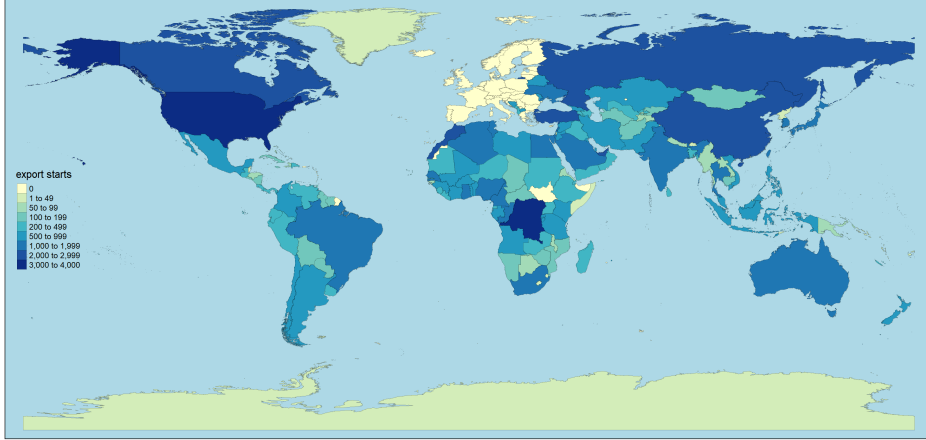 export starts
0
1 to 49
50 to 99
100 to 199
200 to 499
500 to 999
1,000 to 1,999
2,000 to 2,999
3,000 to 4,000